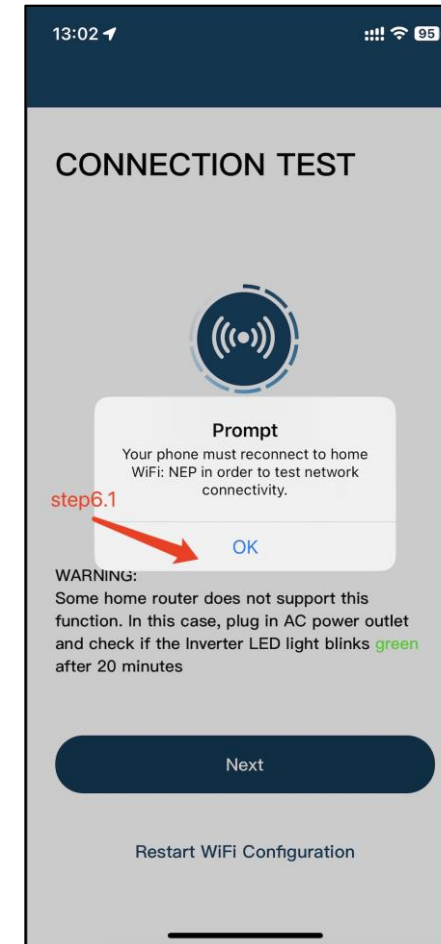 13:02
95
CONNECTION TEST
Prompt
Your phone must reconnect to home
WiFi: NEP in order to test network
connectivity.
step6.1
OK
WARNING:
Some home router does not support this
function. In this case, plug in AC power outlet
and check if the Inverter LED light blinks green
after 20 minutes
Next
Restart WiFi Configuration